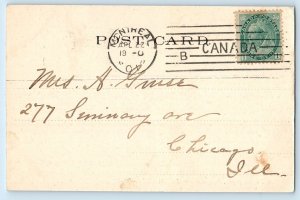 MONTREAL
POST CARD
CANADA
B
Mrs. A. Gruse
277 Seminary ave
Chicago,
Ill.